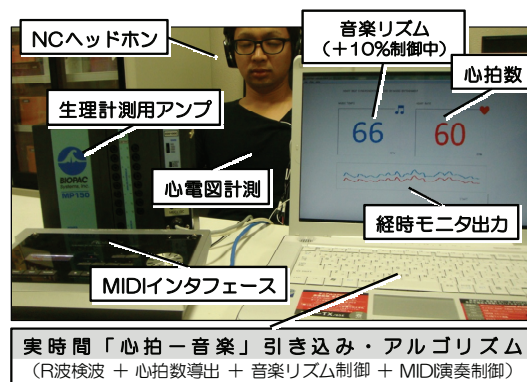 NCヘッドホン
音楽リズム
（＋10%制御中）
心拍数
生理計測用アンプ
66
60
BIOPAC
Systems, Inc.
MP150
心電図計測
経時モニタ出力
MIDIインタフェース
実時間「心拍－音楽」引き込み・アルゴリズム
（R波検波 ＋ 心拍数導出 ＋ 音楽リズム制御 ＋ MIDI演奏制御）